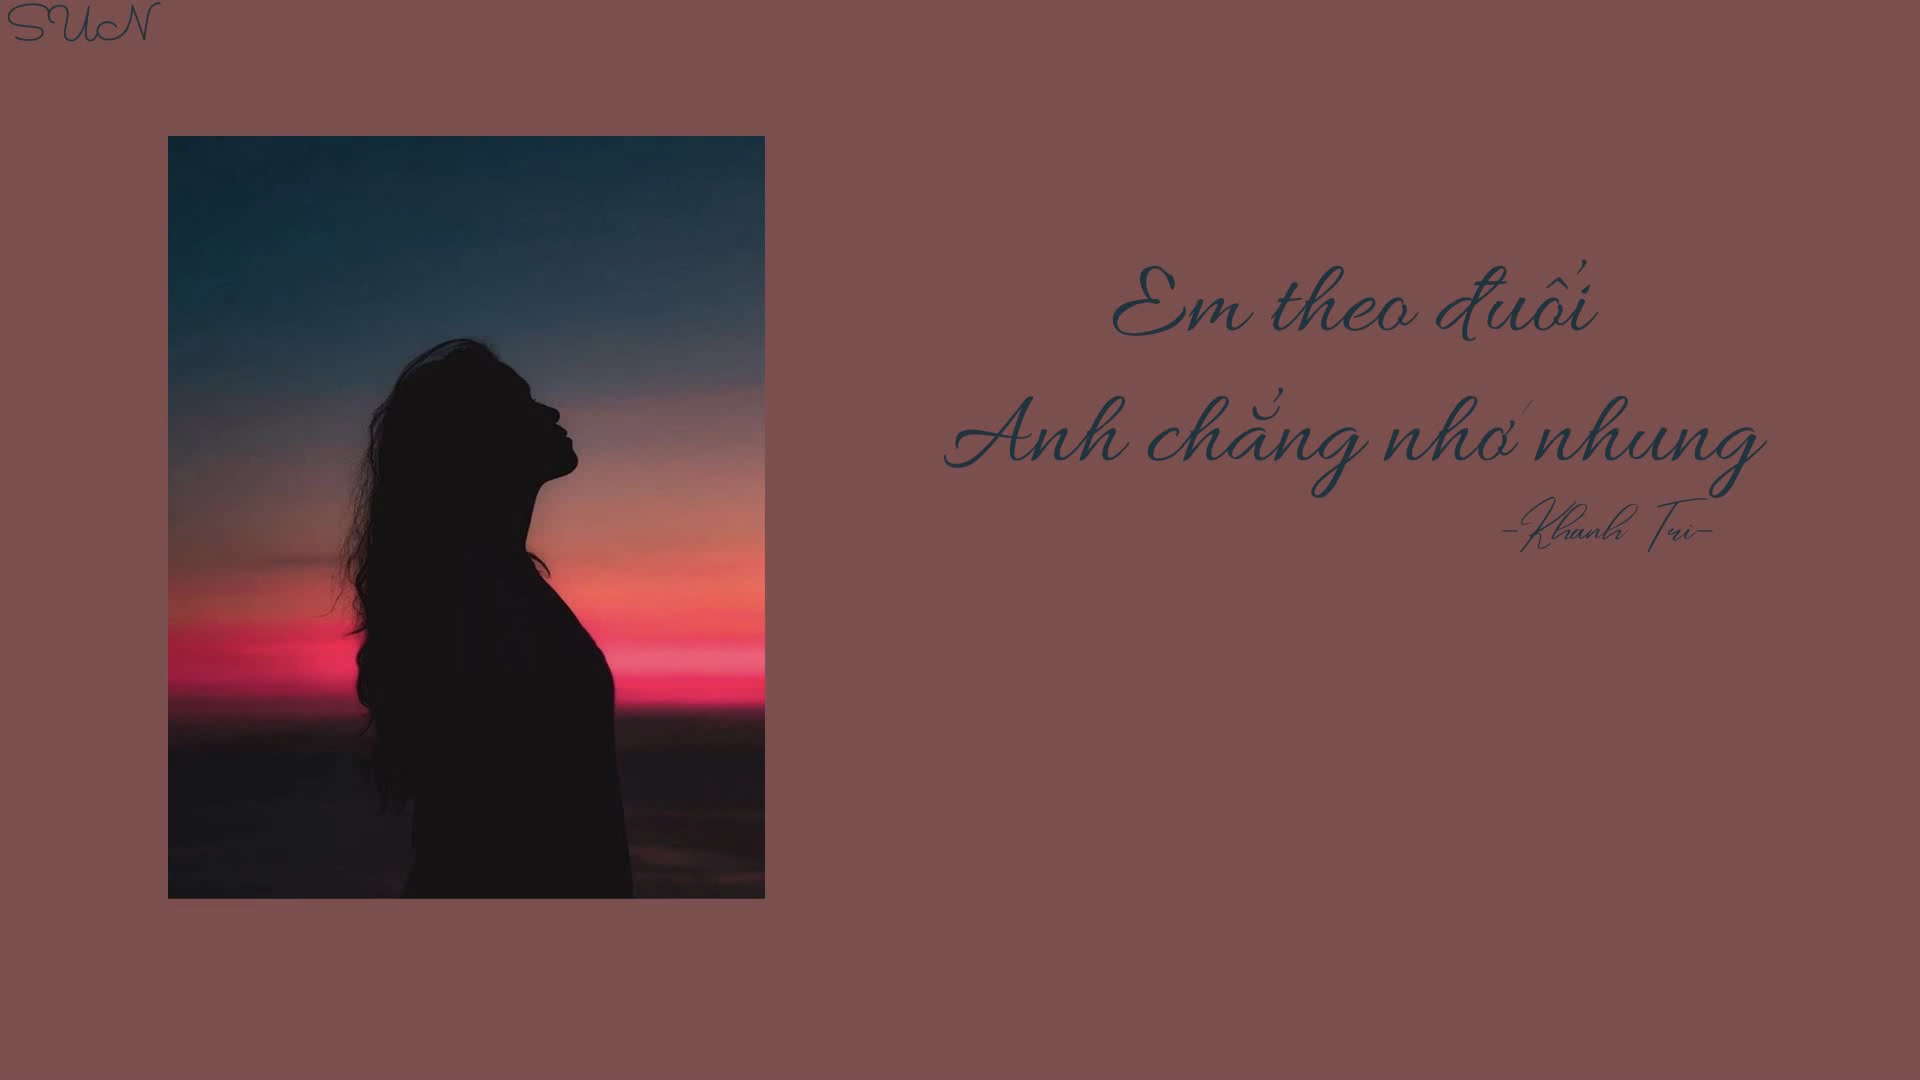 SUN
Em theo đuổi
Anh chẳng nhớ nhung
-Khanh Tri-